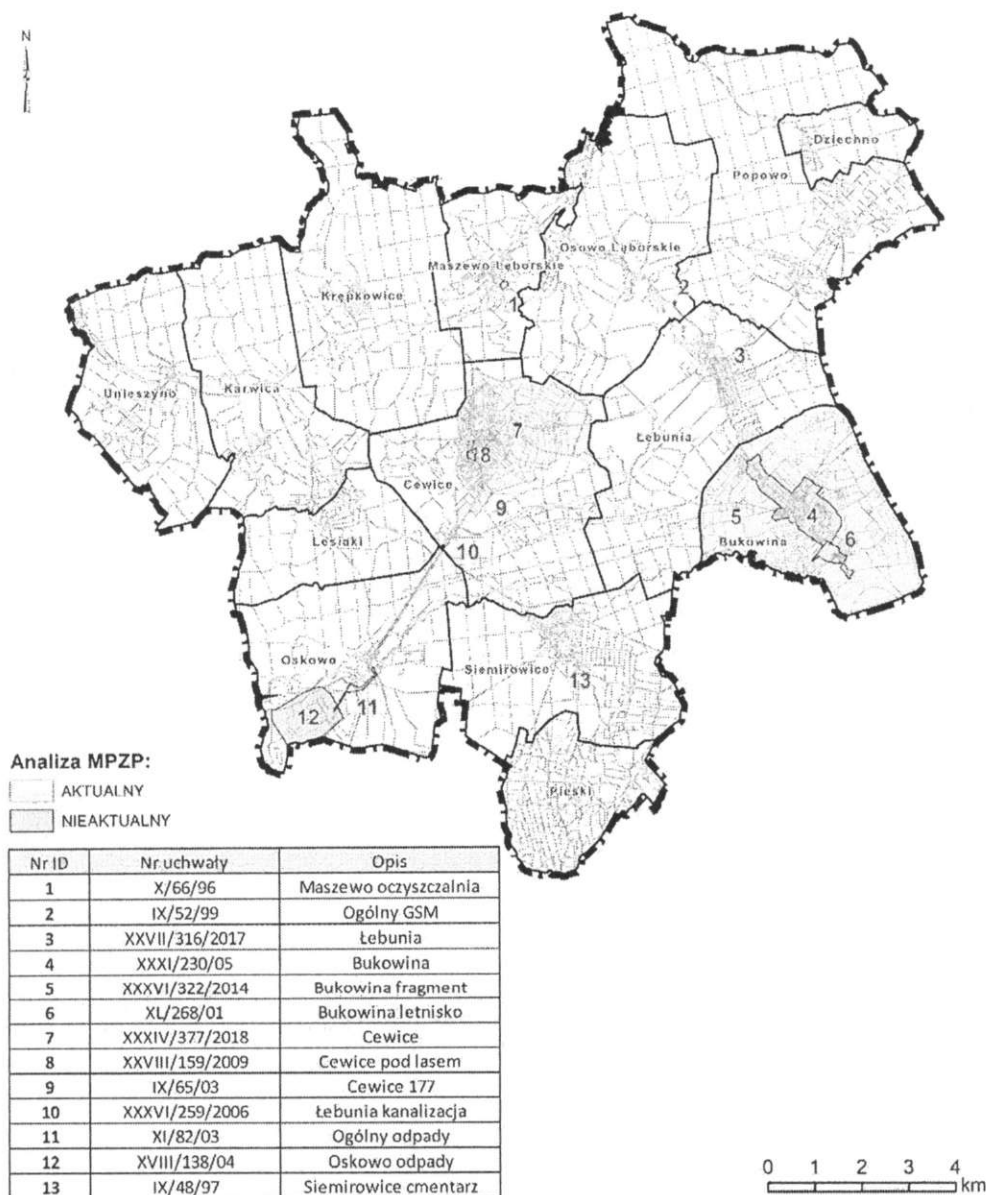 N
Dziechno
Popowo
Osowo Lęborskie
Maszewo Lęborskie
2
Krępkowice
1
3
Unieszyno
Karwica
7
Łebunia
8
Cewice
9
5
4
6
Bukowina
Lesiaki
10
Oskowo
Siemirowice
13
11
12
Pieski
Analiza MPZP:
AKTUALNY
NIEAKTUALNY
Nr ID Nr uchwały Opis
1 X/66/96 Maszewo oczyszczalnia
2 IX/52/99 Ogólny GSM
3 XXVII/316/2017 Łebunia
4 XXXI/230/05 Bukowina
5 XXXVI/322/2014 Bukowina fragment
6 XL/268/01 Bukowina letnisko
7 XXXIV/377/2018 Cewice
8 XXVIII/159/2009 Cewice pod lasem
9 IX/65/03 Cewice 177
10 XXXVI/259/2006 Łebunia kanalizacja
11 XI/82/03 Ogólny odpady
12 XVIII/138/04 Oskowo odpady
13 IX/48/97 Siemirowice cmentarz
0 1 2 3 4
km